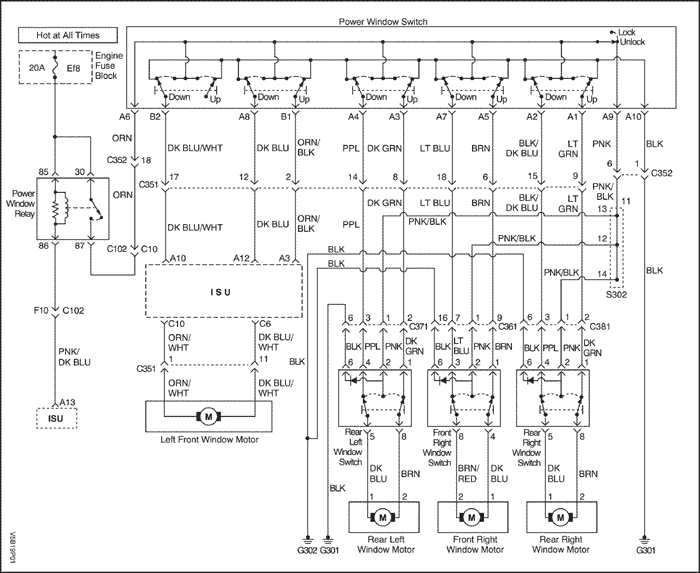 Power Window Switch
Hot at All Times
Lock
Unlock
20A
Ef8
Engine
Fuse
Block
Down
Up
Down
Up
Down
Up
Down
Up
Down
Up
A6
B2
A8
B1
A4
A3
A7
A5
A2
A1
A9
A10
ORN
DK BLU/WHT
DK BLU
ORN/
BLK
PPL
DK GRN
LT BLU
BRN
BLK/
DK BLU
LT
GRN
PNK
BLK
C352
18
6
1
C352
C351
17
12
2
14
8
18
6
15
9
85
30
Power
Window
Relay
86
87
ORN
DK BLU/WHT
DK BLU
ORN/BLK
PPL
DK GRN
LT BLU
BRN
BLK/
DK BLU
LT
GRN
PNK/
BLK
11
13
PNK/BLK
12
C102
C10
BLK
BLK
PNK/BLK
14
BLK
S302
A10
A12
A3
ISU
F10
C102
C10
C6
6
3
1
2
C371
16
7
1
9
C361
6
3
1
2
C381
ORN/
WHT
DK BLU/
WHT
BLK
BLK
PPL
PNK
DK
GRN
BLK
LT
BLU
PNK
BRN
BLK
PPL
PNK
DK
GRN
PNK/
DK BLU
C351
1
11
6
4
2
1
6
3
2
1
6
4
2
1
ORN/
WHT
DK BLU/
WHT
A13
ISU
M
Left Front Window Motor
Rear
Left
Window
Switch
5
8
Front
Right
Window
Switch
8
4
Rear
Right
Window
Switch
5
8
BLK
DK
BLU
BRN
BRN/
RED
DK
BLU
DK
BLU
BRN
1
2
2
1
1
2
M
M
M
G302
G301
Rear Left
Window Motor
Front Right
Window Motor
Rear Right
Window Motor
G301
V5B19P01